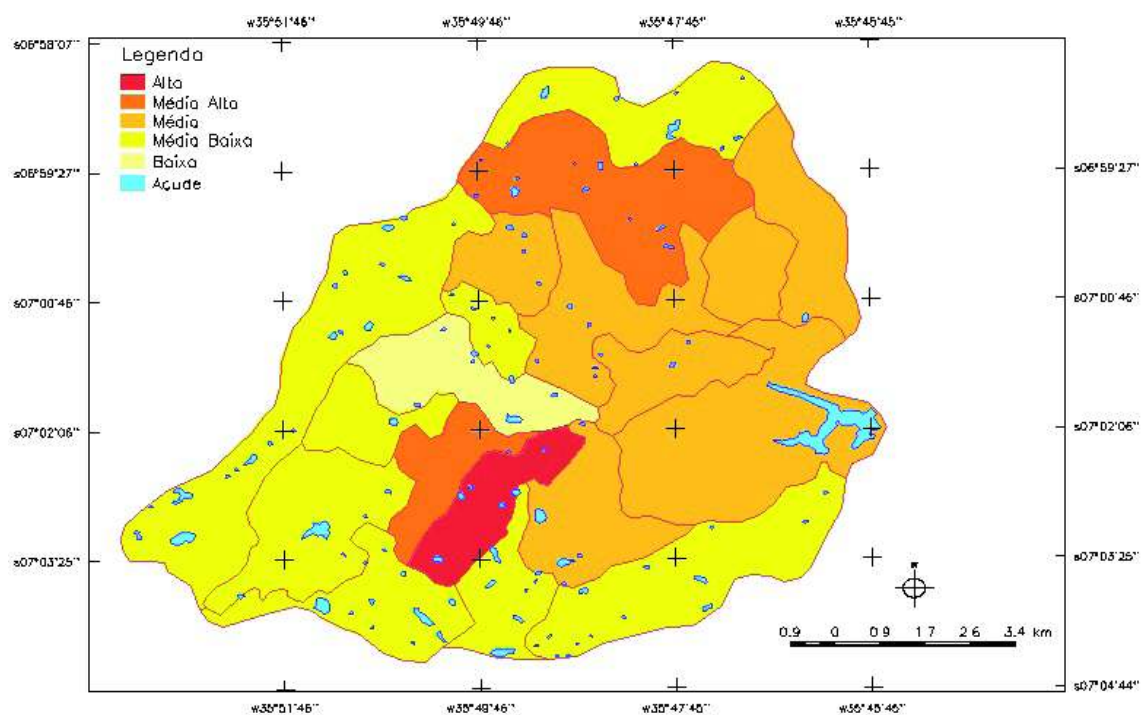 w35°51'46" w35°49'46" w35°47'46" w35°45'45"
s06°58'07"
Legenda
Alta
Média Alta
Média
Média Baixa
Baixa
Açude
s06°59'27" s06°59'27"
s07°00'46" s07°00'46"
s07°02'06" s07°02'06"
s07°03'25" s07°03'25"
0.9 0 0.9 1.7 2.6 3.4 km
s07°04'44"
w35°51'46" w35°49'46" w35°47'46" w35°45'46"